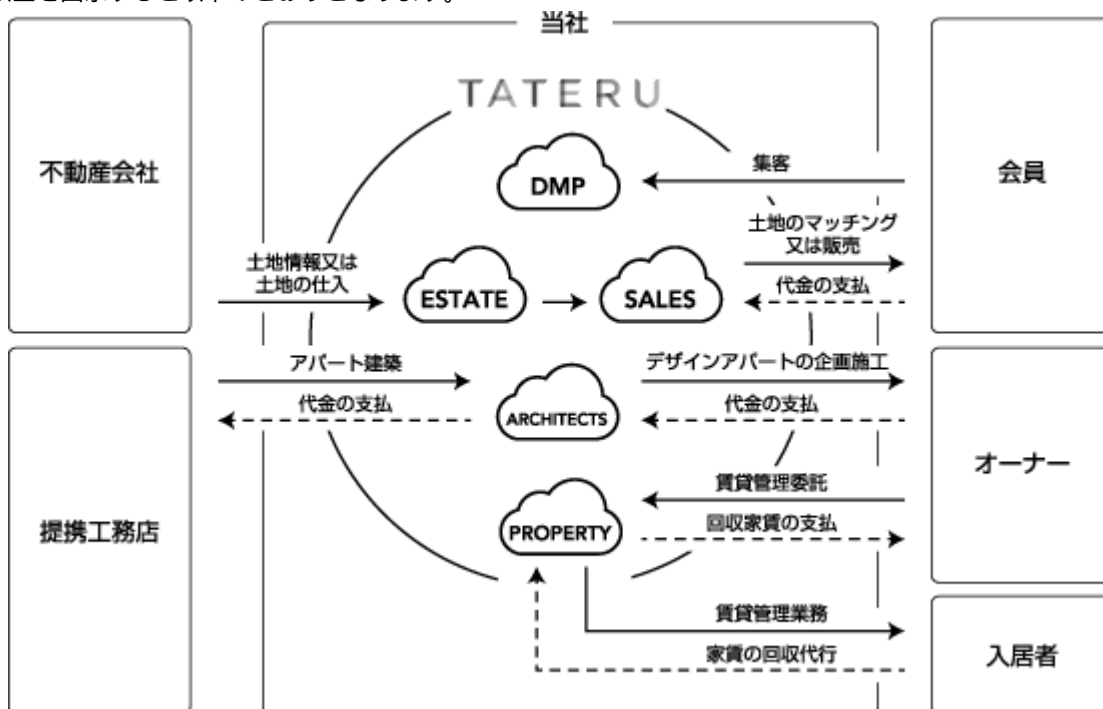 当社
TATERU
不動産会社
DMP
集客
会員
土地のマッチング
又は販売
土地情報又は
土地の仕入
ESTATE
SALES
代金の支払
アパート建築
デザインアパートの企画施工
代金の支払
ARCHITECTS
代金の支払
オーナー
賃貸管理委託
提携工務店
PROPERTY
回収家賃の支払
賃貸管理業務
家賃の回収代行
入居者